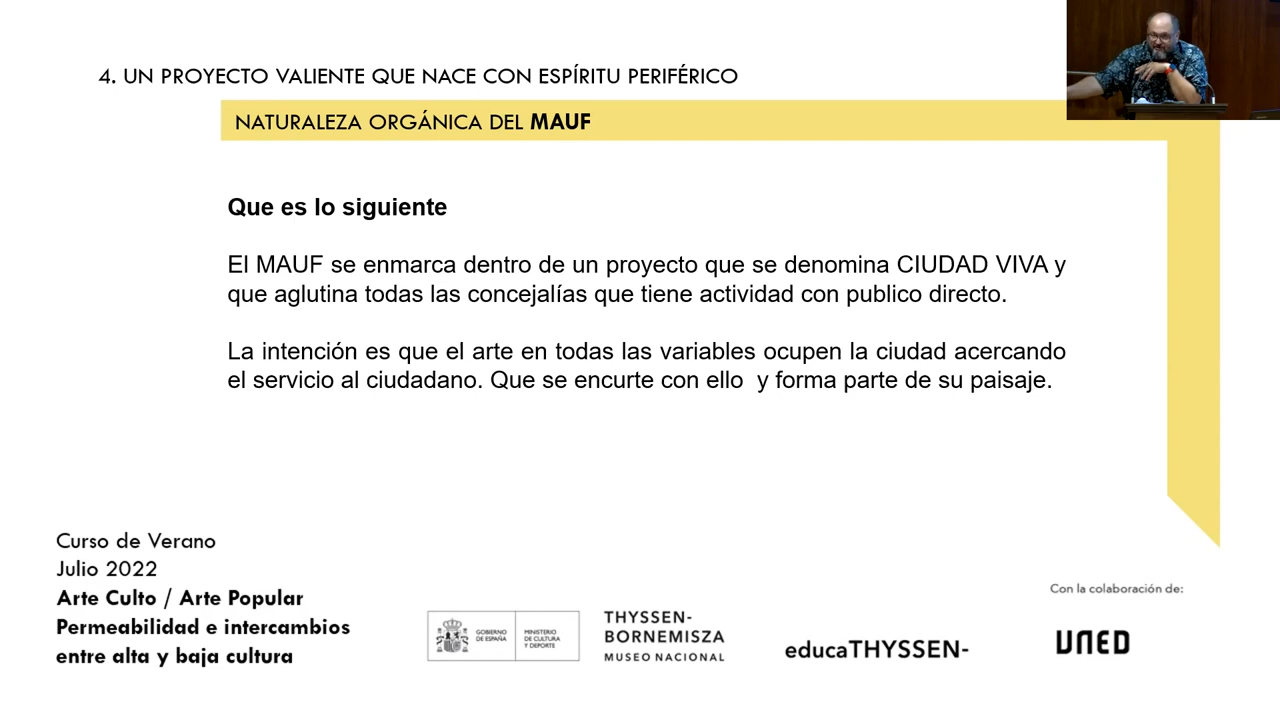 4. UN PROYECTO VALIENTE QUE NACE CON ESPÍRITU PERIFÉRICO
NATURALEZA ORGÁNICA DEL MAUF
Que es lo siguiente
El MAUF se enmarca dentro de un proyecto que se denomina CIUDAD VIVA y
que aglutina todas las concejalías que tiene actividad con publico directo.
La intención es que el arte en todas las variables ocupen la ciudad acercando
el servicio al ciudadano. Que se encurte con ello  y forma parte de su paisaje.
Curso de Verano
Julio 2022
Arte Culto / Arte Popular
Permeabilidad e intercambios
entre alta y baja cultura
GOBIERNO
DE ESPAÑA
MINISTERIO
DE CULTURA
Y DEPORTE
THYSSEN-
BORNEMISZA
MUSEO NACIONAL
educaTHYSSEN-
Con la colaboración de:
UNED